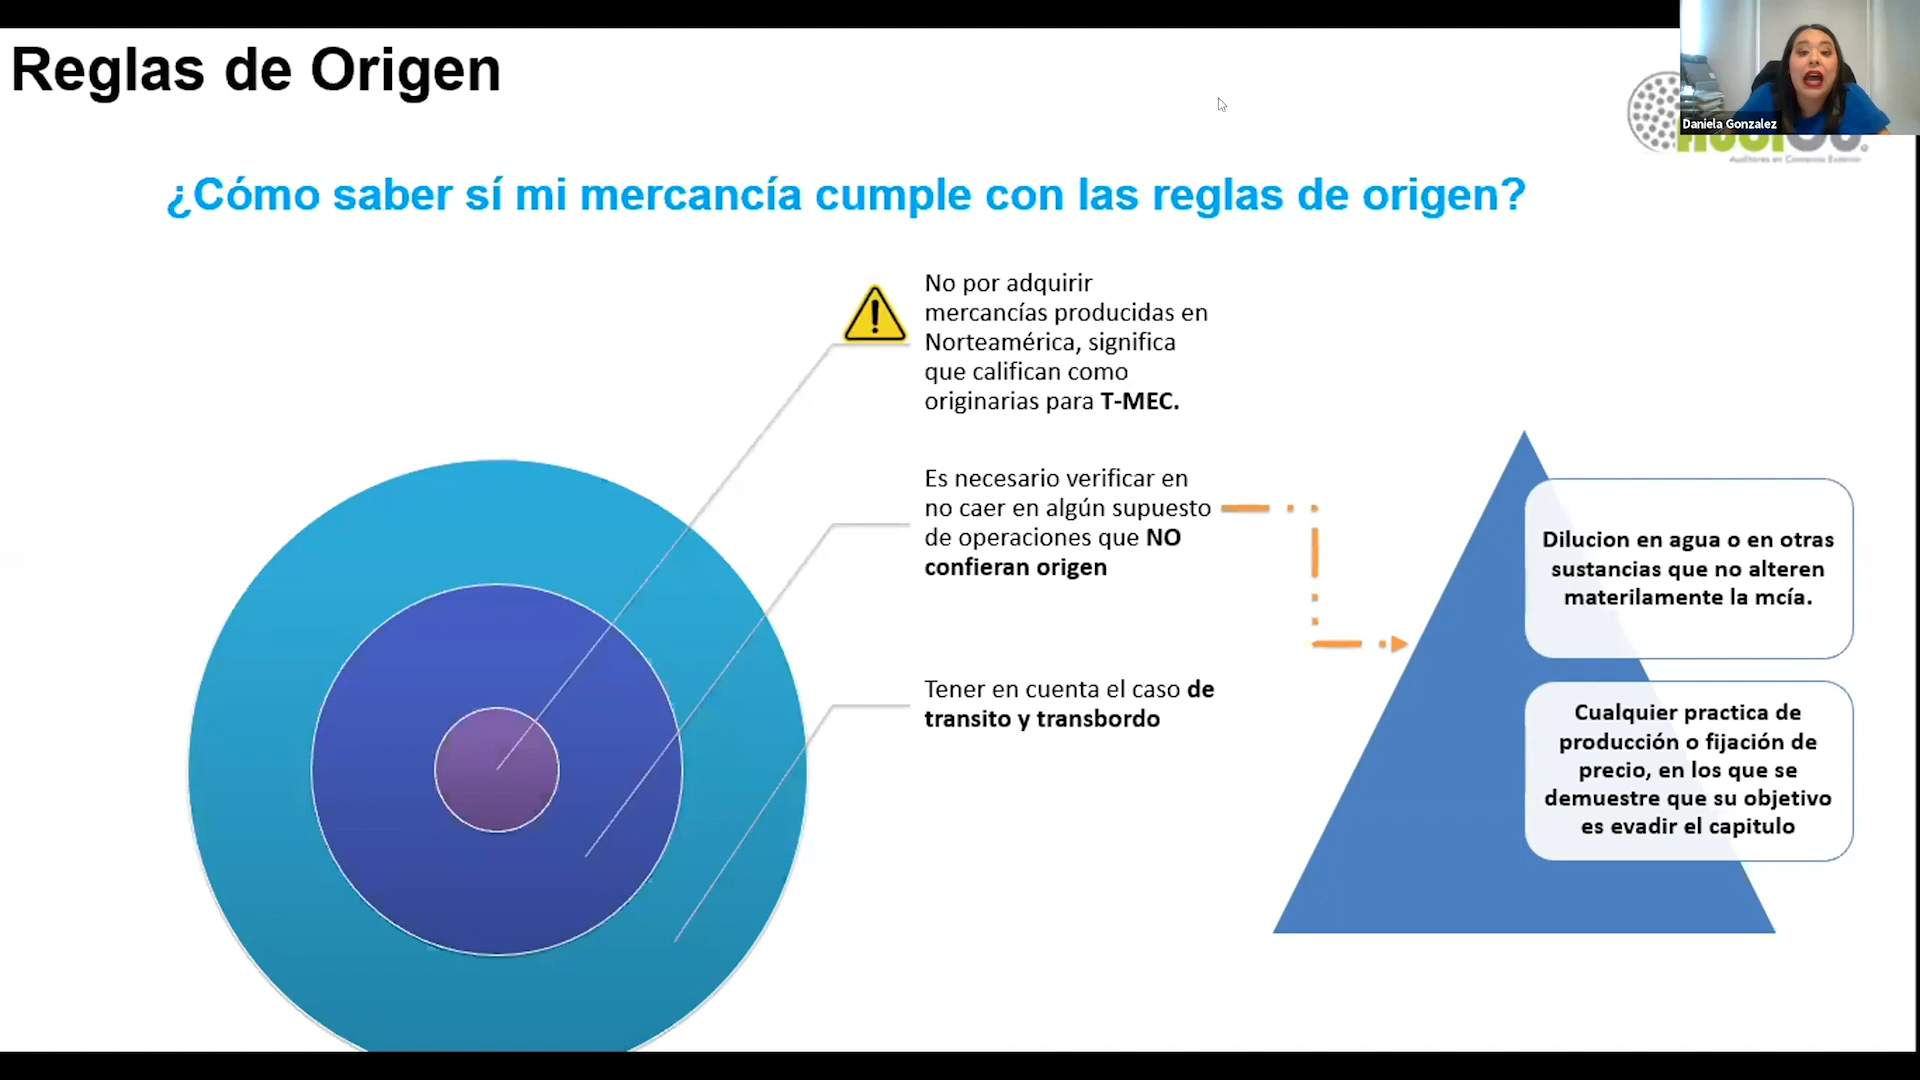 Reglas de Origen
Daniela Gonzalez
Auditores en Comercio Exterior
¿Cómo saber sí mi mercancía cumple con las reglas de origen?
No por adquirir
mercancías producidas en
Norteamérica, significa
que califican como
originarias para T-MEC.
Es necesario verificar en
no caer en algún supuesto
de operaciones que NO
confieran origen
Tener en cuenta el caso de
transito y transbordo
Dilucion en agua o en otras
sustancias que no alteren
materilamente la mcía.
Cualquier practica de
producción o fijación de
precio, en los que se
demuestre que su objetivo
es evadir el capitulo